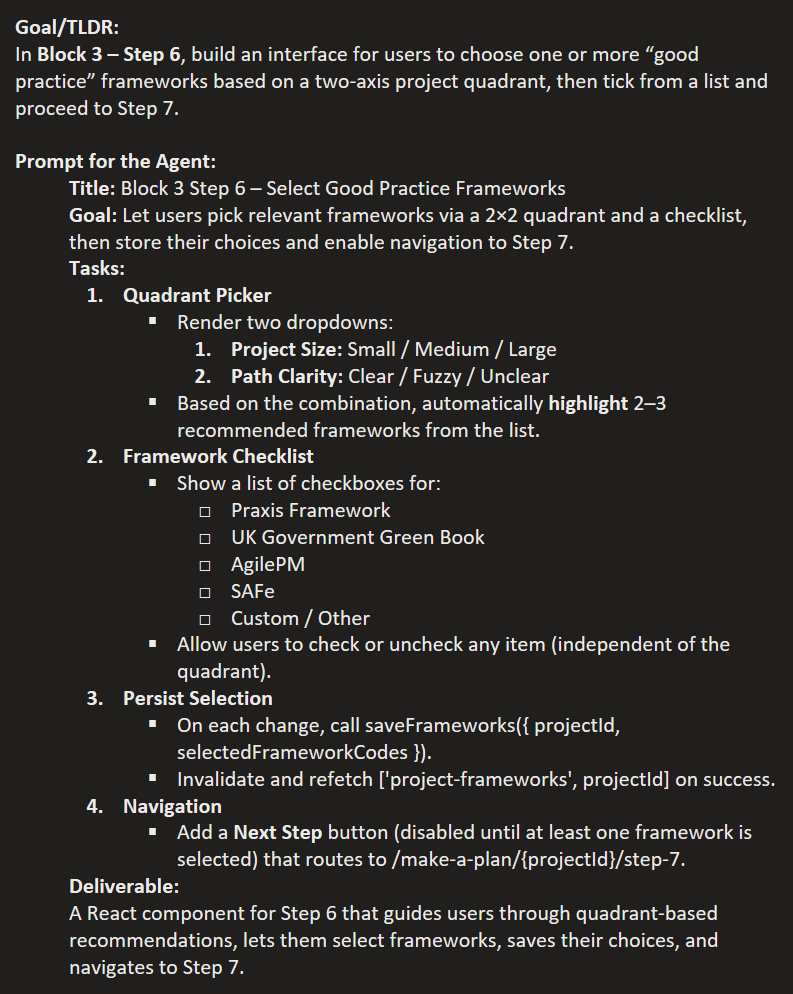 Goal/TLDR:
In Block 3 – Step 6, build an interface for users to choose one or more “good
practice” frameworks based on a two-axis project quadrant, then tick from a list and
proceed to Step 7.
Prompt for the Agent:
Title: Block 3 Step 6 – Select Good Practice Frameworks
Goal: Let users pick relevant frameworks via a 2×2 quadrant and a checklist,
then store their choices and enable navigation to Step 7.
Tasks:
1. Quadrant Picker
▪ Render two dropdowns:
1. Project Size: Small / Medium / Large
2. Path Clarity: Clear / Fuzzy / Unclear
▪ Based on the combination, automatically highlight 2–3
recommended frameworks from the list.
2. Framework Checklist
▪ Show a list of checkboxes for:
□ Praxis Framework
□ UK Government Green Book
□ AgilePM
□ SAFe
□ Custom / Other
▪ Allow users to check or uncheck any item (independent of the
quadrant).
3. Persist Selection
▪ On each change, call saveFrameworks({ projectId,
selectedFrameworkCodes }).
▪ Invalidate and refetch ['project-frameworks', projectId] on success.
4. Navigation
▪ Add a Next Step button (disabled until at least one framework is
selected) that routes to /make-a-plan/{projectId}/step-7.
Deliverable:
A React component for Step 6 that guides users through quadrant-based
recommendations, lets them select frameworks, saves their choices, and
navigates to Step 7.